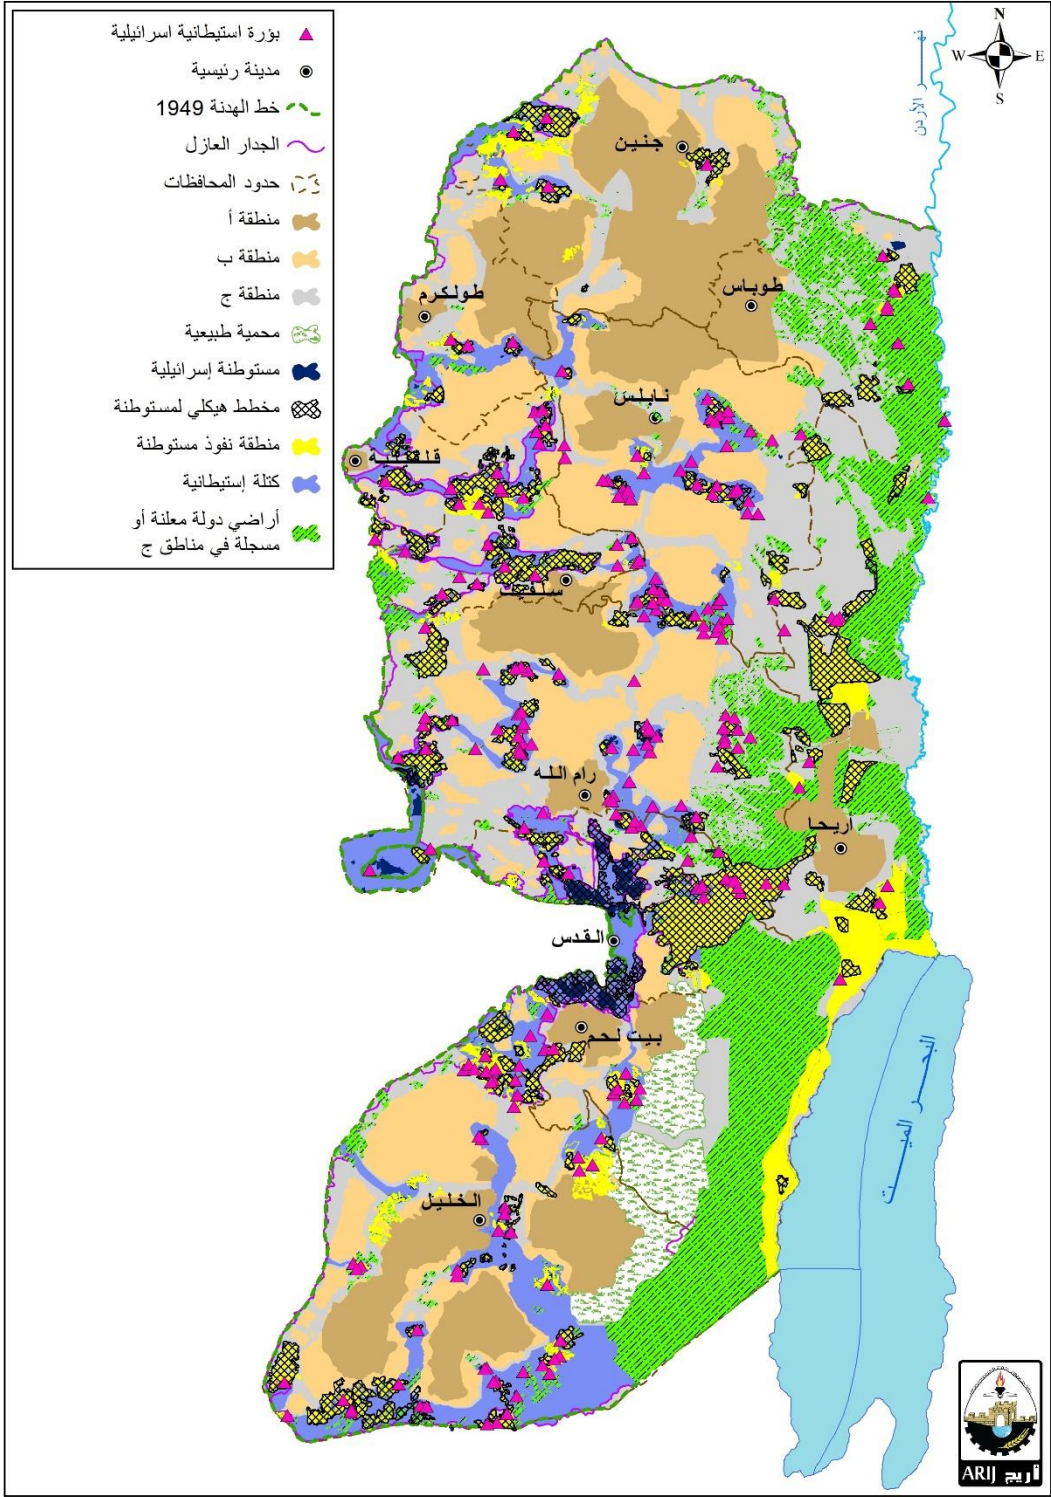 بؤرة استيطانية اسرائيلية
مدينة رئيسية
خط الهدنة 1949
الجدار العازل
حدود المحافظات
منطقة أ
منطقة ب
منطقة ج
محمية طبيعية
مستوطنة إسرائيلية
مخطط هيكلي لمستوطنة
منطقة نفوذ مستوطنة
كتلة إستيطانية
أراضي دولة معلنة أو
مسجلة في مناطق ج
N
W
E
S
نهر الأردن
جنين
طوباس
طولكرم
نابلس
قلقيلية
سلفيت
رام الله
اريحا
القدس
بيت لحم
البحر الميت
الخليل
ARIJ أريج